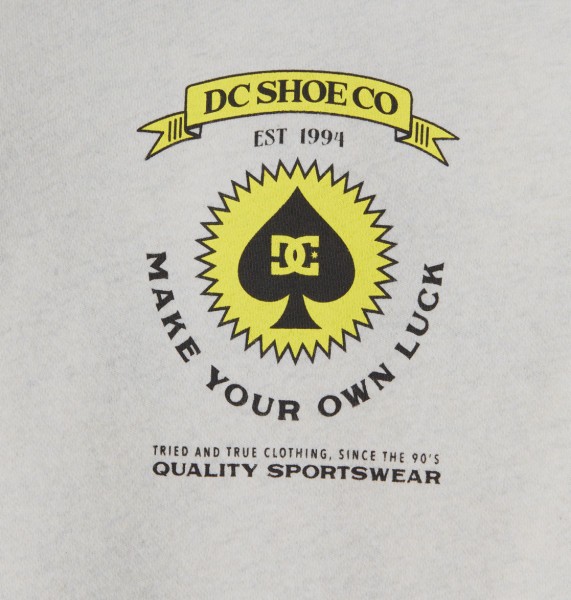 DC SHOE CO
EST 1994
DC
MAKE YOUR OWN LUCK
TRIED AND TRUE CLOTHING, SINCE THE 90'S
QUALITY SPORTSWEAR